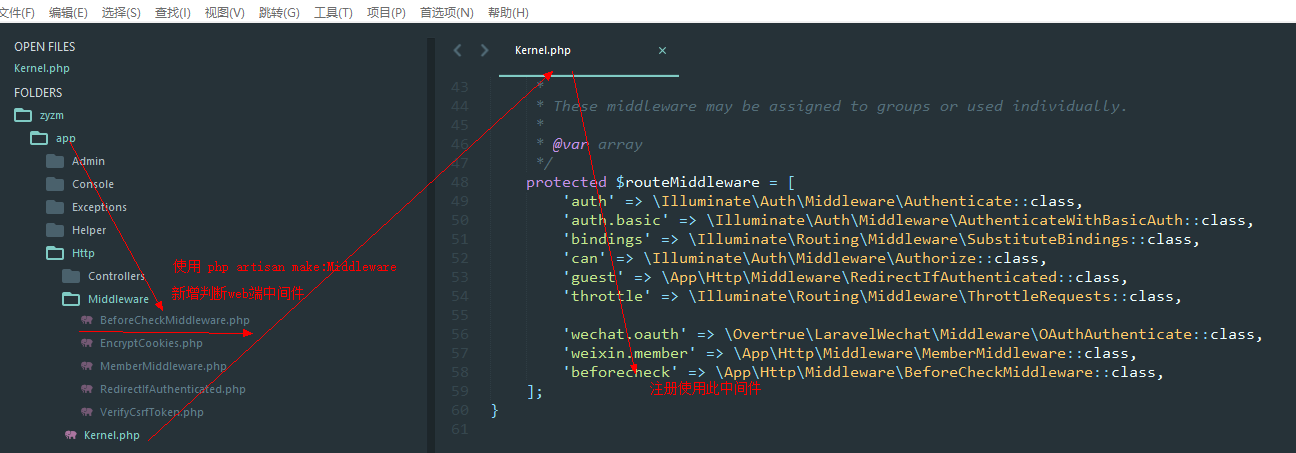 文件(F) 编辑(E) 选择(S) 查找(I) 视图(V) 跳转(G) 工具(T) 项目(P) 首选项(N) 帮助(H)
OPEN FILES
Kernel.php
FOLDERS
zyzm
app
Admin
Console
Exceptions
Helper
Http
Controllers
Middleware
BeforeCheckMiddleware.php
EncryptCookies.php
MemberMiddleware.php
RedirectIfAuthenticated.php
VerifyCsrfToken.php
Kernel.php
使用 php artisan make:Middleware
新增判断web端中间件
Kernel.php ×
43 *
44 * These middleware may be assigned to groups or used individually.
45 *
46 * @var array
47 */
48 protected $routeMiddleware = [
49 'auth' => \Illuminate\Auth\Middleware\Authenticate::class,
50 'auth.basic' => \Illuminate\Auth\Middleware\AuthenticateWithBasicAuth::class,
51 'bindings' => \Illuminate\Routing\Middleware\SubstituteBindings::class,
52 'can' => \Illuminate\Auth\Middleware\Authorize::class,
53 'guest' => \App\Http\Middleware\RedirectIfAuthenticated::class,
54 'throttle' => \Illuminate\Routing\Middleware\ThrottleRequests::class,
55
56 'wechat.oauth' => \Overtrue\LaravelWechat\Middleware\OAuthAuthenticate::class,
57 'weixin.member' => \App\Http\Middleware\MemberMiddleware::class,
58 'beforecheck' => \App\Http\Middleware\BeforeCheckMiddleware::class,
59 ];
注册使用此中间件
60 }
61